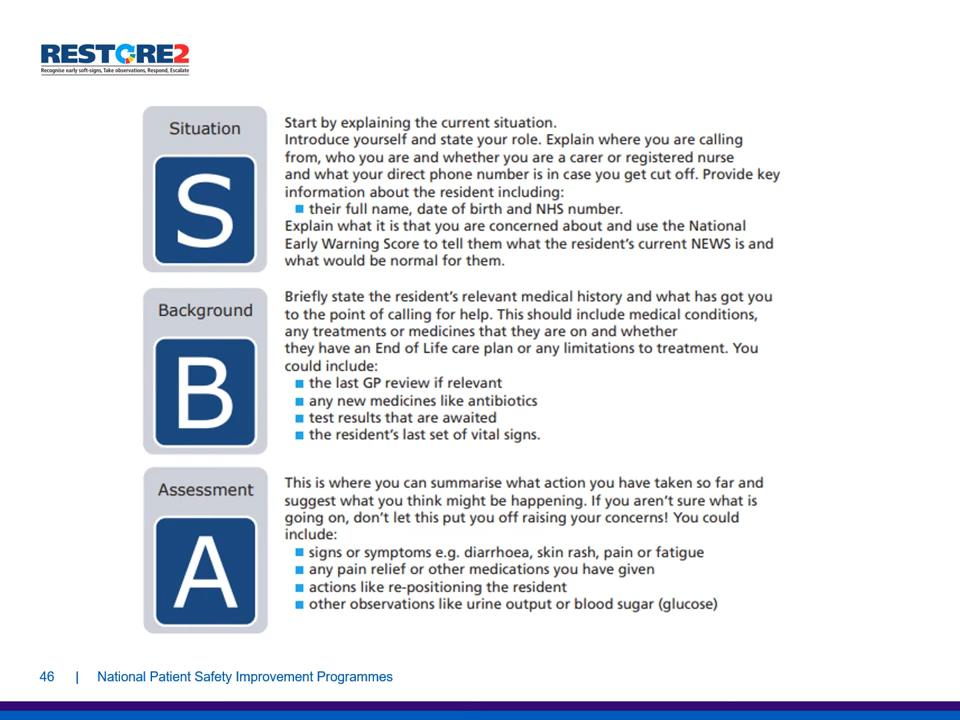 RESTORE2
Recognise early soft-signs, Take observations, Respond, Escalate
Situation
S
Start by explaining the current situation.
Introduce yourself and state your role. Explain where you are calling
from, who you are and whether you are a carer or registered nurse
and what your direct phone number is in case you get cut off. Provide key
information about the resident including:
their full name, date of birth and NHS number.
Explain what it is that you are concerned about and use the National
Early Warning Score to tell them what the resident's current NEWS is and
what would be normal for them.
Background
B
Briefly state the resident's relevant medical history and what has got you
to the point of calling for help. This should include medical conditions,
any treatments or medicines that they are on and whether
they have an End of Life care plan or any limitations to treatment. You
could include:
the last GP review if relevant
any new medicines like antibiotics
test results that are awaited
the resident's last set of vital signs.
Assessment
A
This is where you can summarise what action you have taken so far and
suggest what you think might be happening. If you aren't sure what is
going on, don't let this put you off raising your concerns! You could
include:
signs or symptoms e.g. diarrhoea, skin rash, pain or fatigue
any pain relief or other medications you have given
actions like re-positioning the resident
other observations like urine output or blood sugar (glucose)
46 | National Patient Safety Improvement Programmes